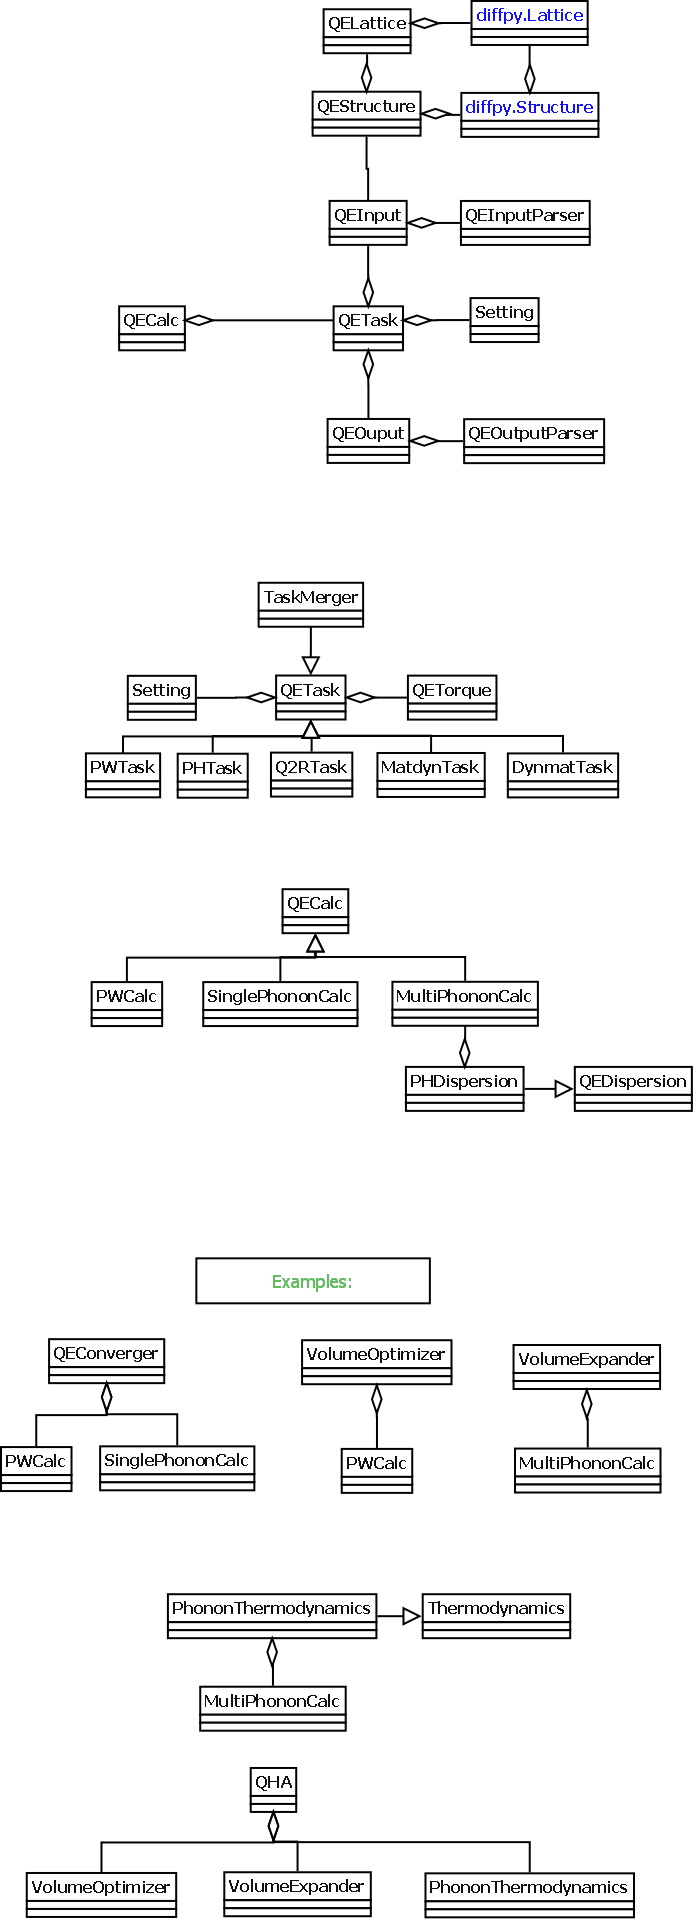 QELattice
diffpy.Lattice
QEStructure
diffpy.Structure
QEInput
QEInputParser
QECalc
QETask
Setting
QEOuput
QEOutputParser
TaskMerger
Setting
QETask
QETorque
PWTask
PHTask
Q2RTask
MatdynTask
DynmatTask
QECalc
PWCalc
SinglePhononCalc
MultiPhononCalc
PHDispersion
QEDispersion
Examples:
QEConverger
VolumeOptimizer
VolumeExpander
PWCalc
SinglePhononCalc
PWCalc
MultiPhononCalc
PhononThermodynamics
Thermodynamics
MultiPhononCalc
QHA
VolumeOptimizer
VolumeExpander
PhononThermodynamics